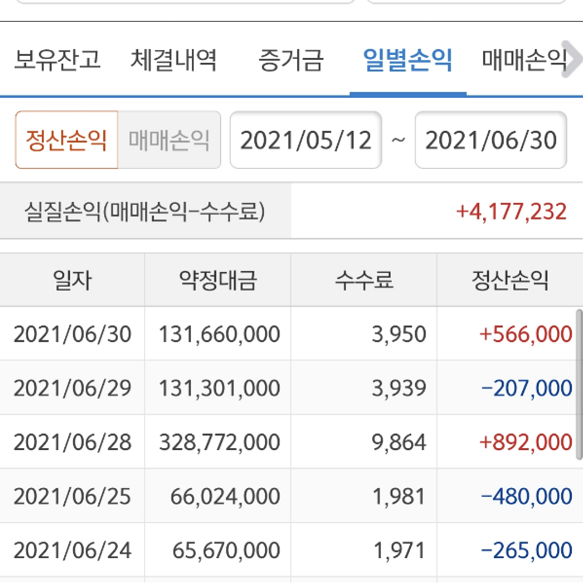 보유잔고 체결내역 증거금 일별손익 매매손익
정산손익 매매손익 2021/05/12 ~ 2021/06/30
실질손익(매매손익-수수료) +4,177,232
일자 약정대금 수수료 정산손익
2021/06/30 131,660,000 3,950 +566,000
2021/06/29 131,301,000 3,939 -207,000
2021/06/28 328,772,000 9,864 +892,000
2021/06/25 66,024,000 1,981 -480,000
2021/06/24 65,670,000 1,971 -265,000